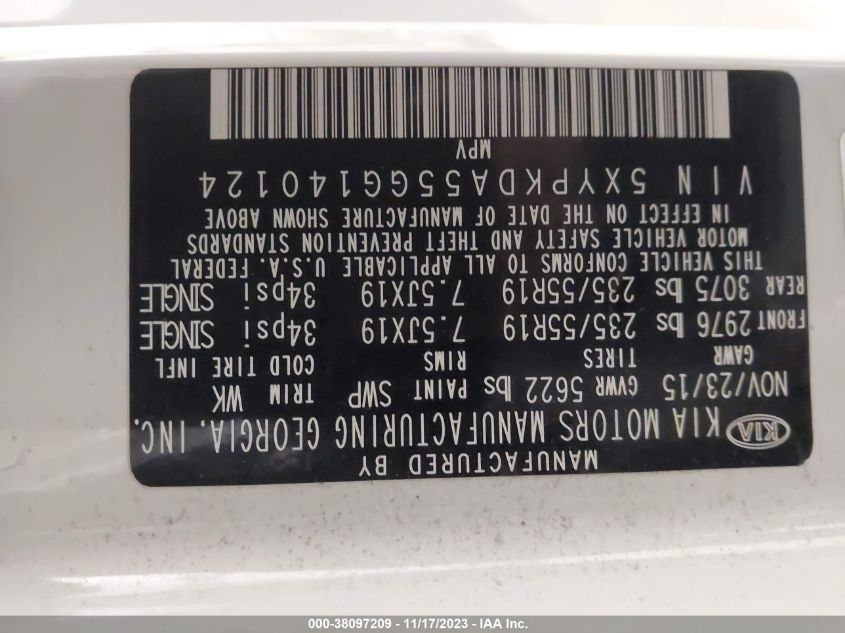 MANUFACTURED BY
KIA KIA MOTORS MANUFACTURING GEORGIA, INC.
NOV/23/15 GVWR 5622 lbs PAINT SWP TRIM WK
GAWR TIRES RIMS COLD TIRE INFL
FRONT 2976 lbs 235/55R19 7.5JX19 34psi SINGLE
REAR 3075 lbs 235/55R19 7.5JX19 34psi SINGLE
THIS VEHICLE CONFORMS TO ALL APPLICABLE U.S.A. FEDERAL
MOTOR VEHICLE SAFETY AND THEFT PREVENTION STANDARDS
IN EFFECT ON THE DATE OF MANUFACTURE SHOWN ABOVE
VIN 5XYPKDA55GG140124
MPV
000-38097209 - 11/17/2023 - IAA Inc.